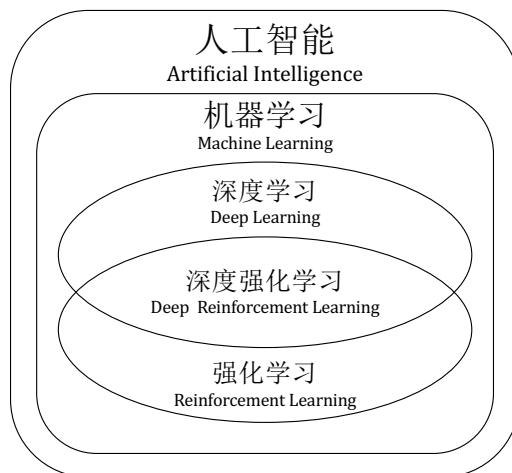 人工智能
Artificial Intelligence
机器学习
Machine Learning
深度学习
Deep Learning
深度强化学习
Deep Reinforcement Learning
强化学习
Reinforcement Learning